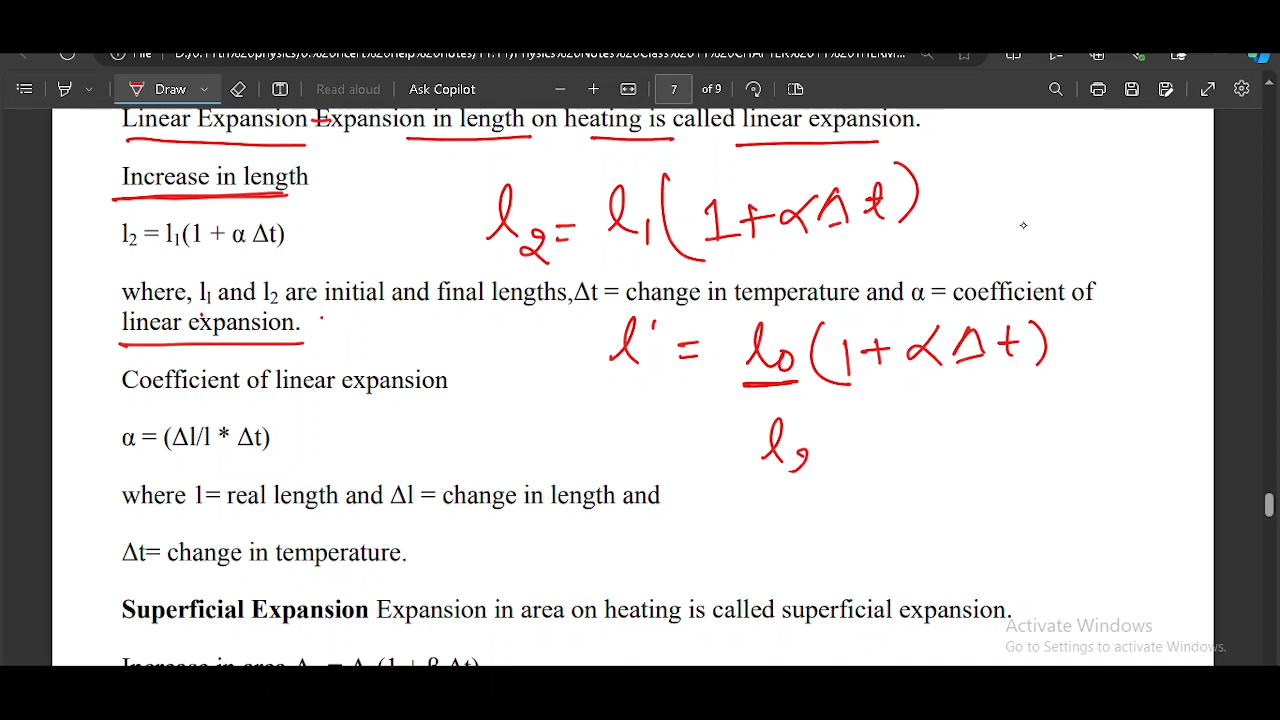 Draw
Read aloud
Ask Copilot
7
of 9
Linear Expansion Expansion in length on heating is called linear expansion.
Increase in length
l₂ = l₁(1 + α Δt)
l₂ = l₁(1+αΔt)
where, l₁ and l₂ are initial and final lengths,Δt = change in temperature and α = coefficient of
linear expansion.
l' = l₀(1+αΔt)
Coefficient of linear expansion
α = (Δl/l * Δt)
where 1= real length and Δl = change in length and
Δt= change in temperature.
Superficial Expansion Expansion in area on heating is called superficial expansion.
Activate Windows
Go to Settings to activate Windows.